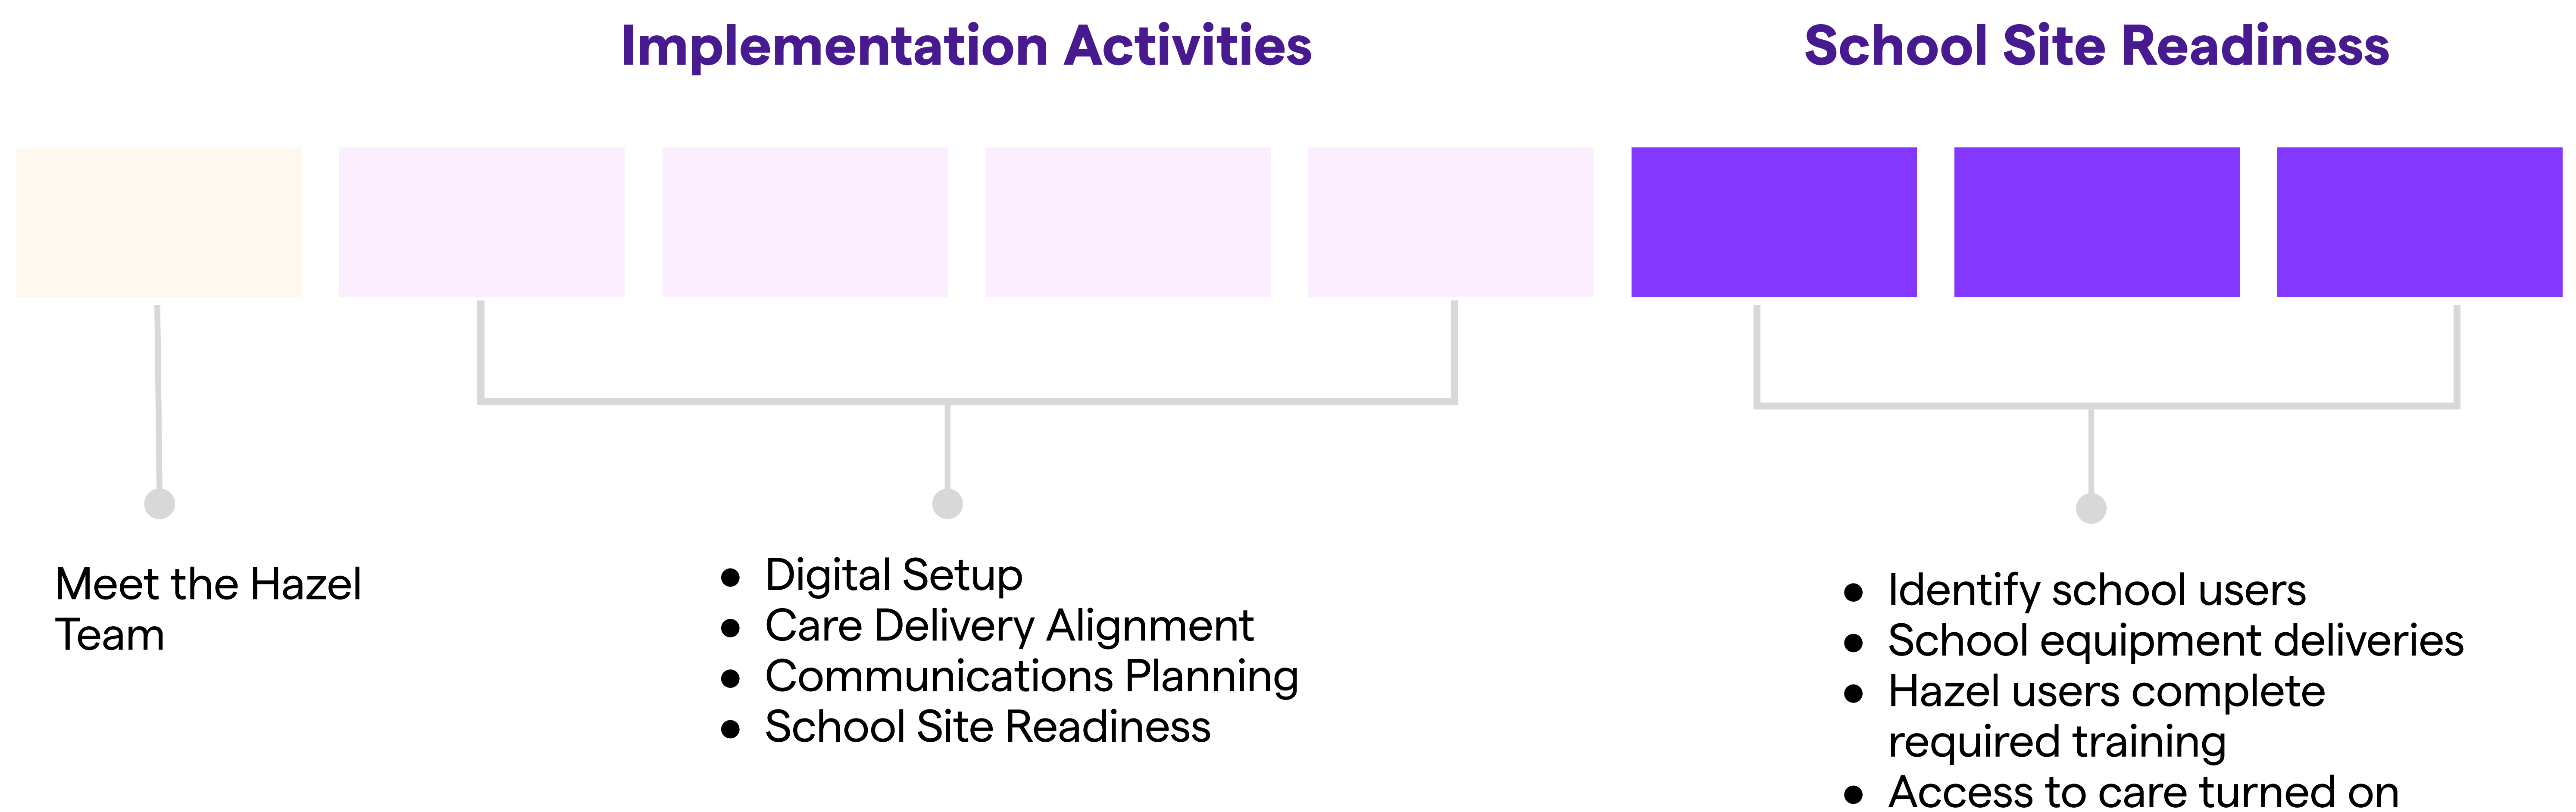 Implementation Activities
School Site Readiness
Meet the Hazel
Team
● Digital Setup
● Care Delivery Alignment
● Communications Planning
● School Site Readiness
● Identify school users
● School equipment deliveries
● Hazel users complete
required training
● Access to care turned on